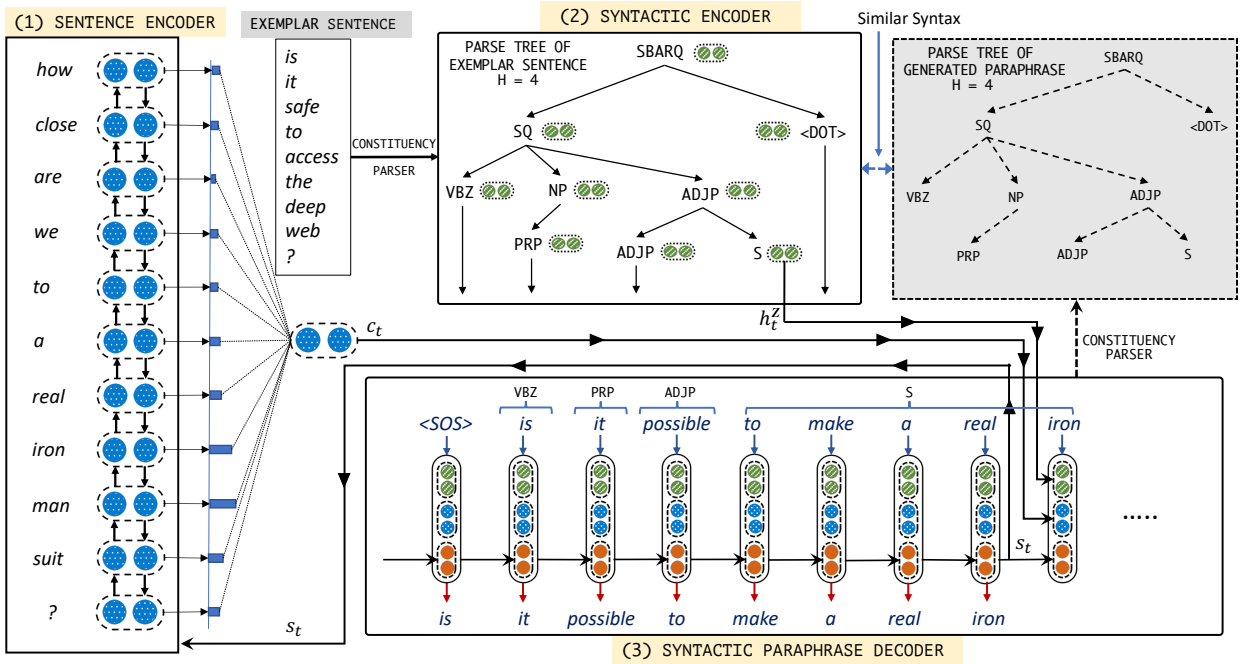 (1) SENTENCE ENCODER
how
close
are
we
to
a
real
iron
man
suit
?
EXEMPLAR SENTENCE
is
it
safe
to
access
the
deep
web
?
CONSTITUENCY
PARSER
(2) SYNTACTIC ENCODER
PARSE TREE OF
EXEMPLAR SENTENCE
H = 4
SBARQ
SQ
<DOT>
VBZ
NP
ADJP
PRP
ADJP
S
Similar Syntax
PARSE TREE OF
GENERATED PARAPHRASE
H = 4
SBARQ
SQ
<DOT>
VBZ
NP
ADJP
PRP
ADJP
S
c_t
h_t^z
CONSTITUENCY
PARSER
VBZ PRP ADJP S
<SOS> is it possible to make a real iron
.....
s_t
is it possible to make a real iron
s_t
(3) SYNTACTIC PARAPHRASE DECODER